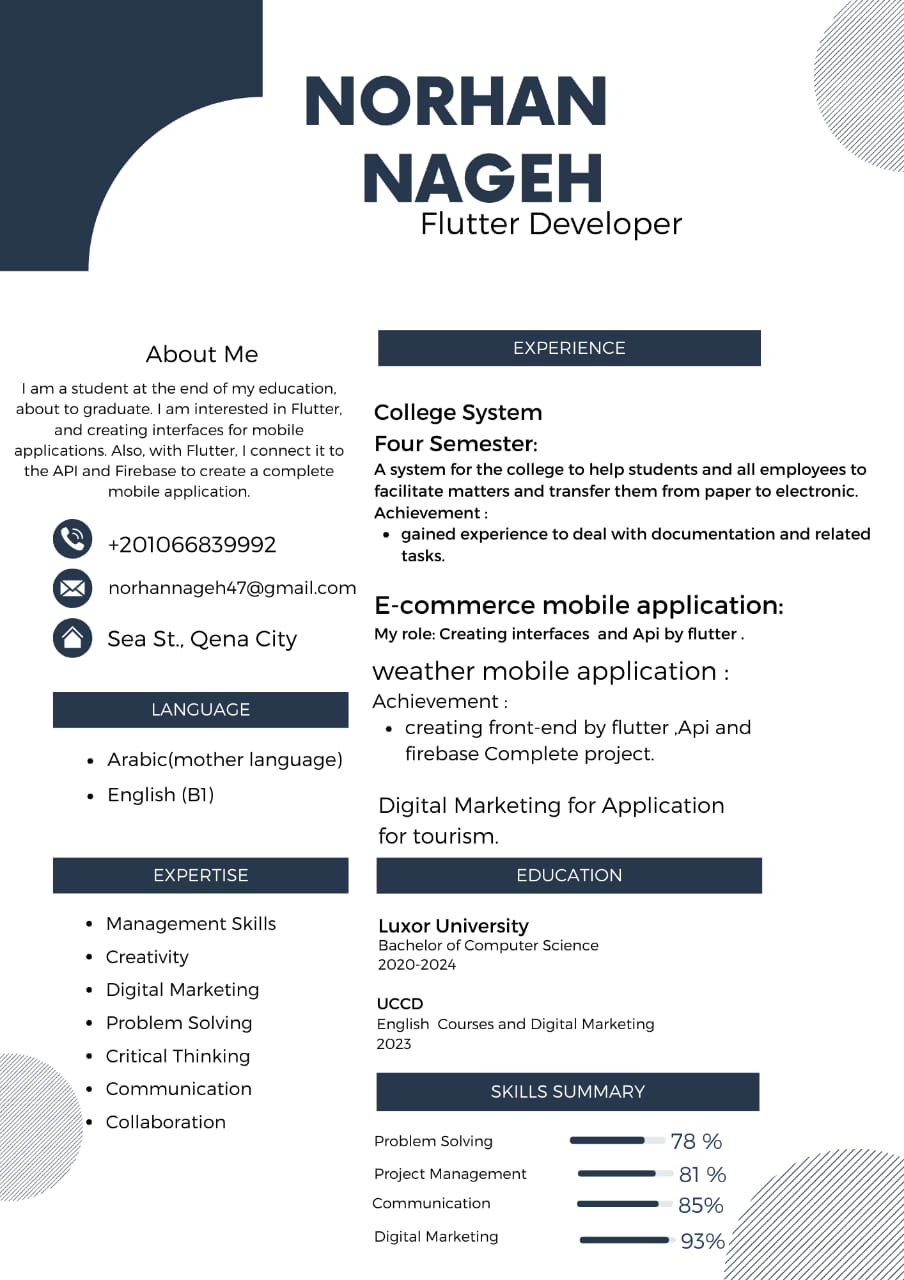 NORHAN
NAGEH
Flutter Developer
About Me
I am a student at the end of my education,
about to graduate. I am interested in Flutter,
and creating interfaces for mobile
applications. Also, with Flutter, I connect it to
the API and Firebase to create a complete
mobile application.
+201066839992
norhannageh47@gmail.com
Sea St., Qena City
LANGUAGE
Arabic(mother language)
English (B1)
EXPERTISE
Management Skills
Creativity
Digital Marketing
Problem Solving
Critical Thinking
Communication
Collaboration
EXPERIENCE
College System
Four Semester:
A system for the college to help students and all employees to
facilitate matters and transfer them from paper to electronic.
Achievement :
gained experience to deal with documentation and related
tasks.
E-commerce mobile application:
My role: Creating interfaces and Api by flutter .
weather mobile application :
Achievement :
creating front-end by flutter ,Api and
firebase Complete project.
Digital Marketing for Application
for tourism.
EDUCATION
Luxor University
Bachelor of Computer Science
2020-2024
UCCD
English Courses and Digital Marketing
2023
SKILLS SUMMARY
Problem Solving 78 %
Project Management 81 %
Communication 85%
Digital Marketing 93%